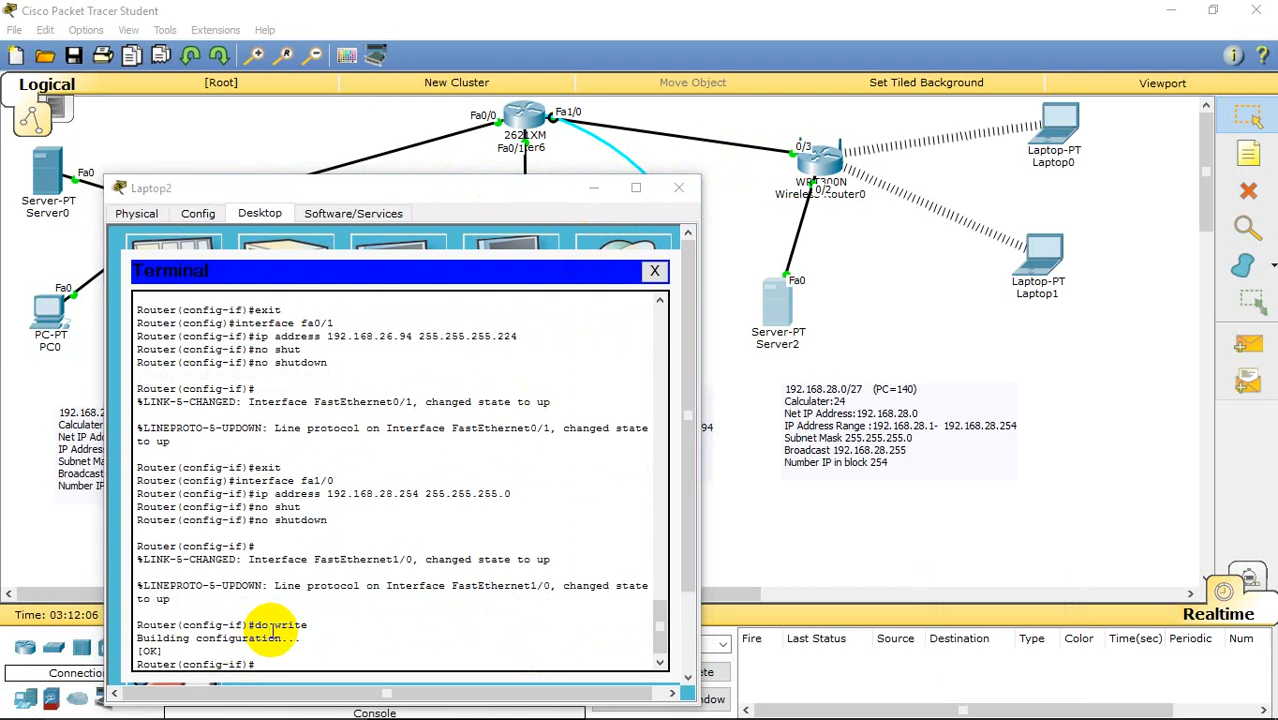 Cisco Packet Tracer Student
File Edit Options View Tools Extensions Help
Logical
[Root]
New Cluster
Move Object
Set Tiled Background
Viewport
Fa0/0
Fa1/0
2621XM
Fa0/1
Fa0
Server-PT
Server0
Fa0
PC-PT
PC0
0/3
0/2
Laptop-PT
Laptop0
Laptop-PT
Laptop1
Fa0
Server-PT
Server2
Laptop2
Physical Config Desktop Software/Services
Terminal
X
Router(config-if)#exit
Router(config)#interface fa0/1
Router(config-if)#ip address 192.168.26.94 255.255.255.224
Router(config-if)#no shut
Router(config-if)#no shutdown
Router(config-if)#
%LINK-5-CHANGED: Interface FastEthernet0/1, changed state to up
%LINEPROTO-5-UPDOWN: Line protocol on Interface FastEthernet0/1, changed state
to up
Router(config-if)#exit
Router(config)#interface fa1/0
Router(config-if)#ip address 192.168.28.254 255.255.255.0
Router(config-if)#no shut
Router(config-if)#no shutdown
Router(config-if)#
%LINK-5-CHANGED: Interface FastEthernet1/0, changed state to up
%LINEPROTO-5-UPDOWN: Line protocol on Interface FastEthernet1/0, changed state
to up
Router(config-if)#do write
Building configuration...
[OK]
Router(config-if)#
192.168.28.0/27 (PC=140)
Calculater:24
Net IP Address:192.168.28.0
IP Address Range :192.168.28.1- 192.168.28.254
Subnet Mask 255.255.255.0
Broadcast 192.168.28.255
Number IP in block 254
Time: 03:12:06
Realtime
Fire Last Status Source Destination Type Color Time(sec) Periodic Num
Console